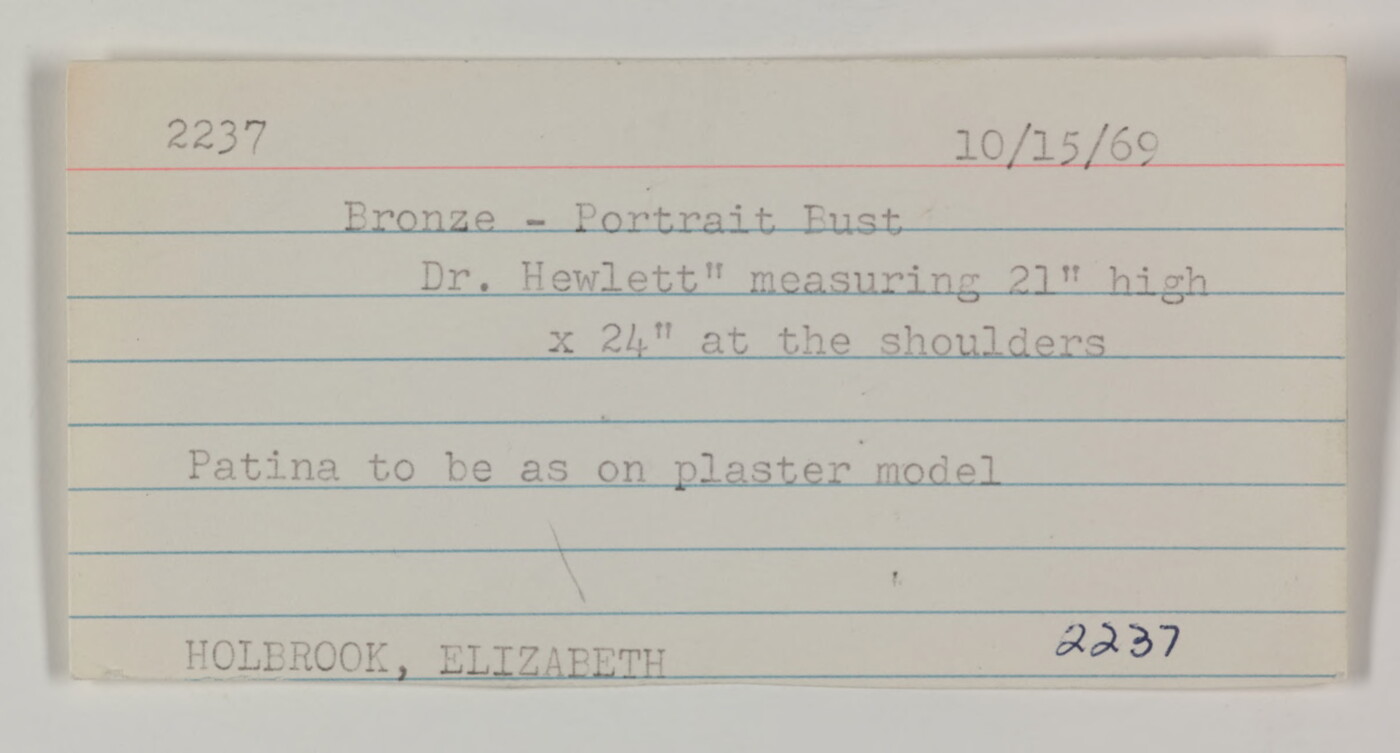 2237 10/15/69
Bronze - Portrait Bust
Dr. Hewlett" measuring 21" high
x 24" at the shoulders
Patina to be as on plaster model
HOLBROOK, ELIZABETH 2237